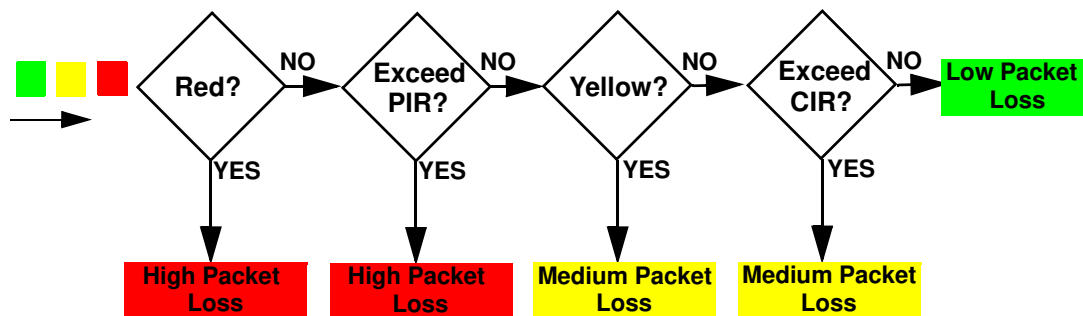 Red?
NO
Exceed
PIR?
NO
Yellow?
NO
Exceed
CIR?
NO
Low Packet
Loss
YES
YES
YES
YES
High Packet
Loss
High Packet
Loss
Medium Packet
Loss
Medium Packet
Loss